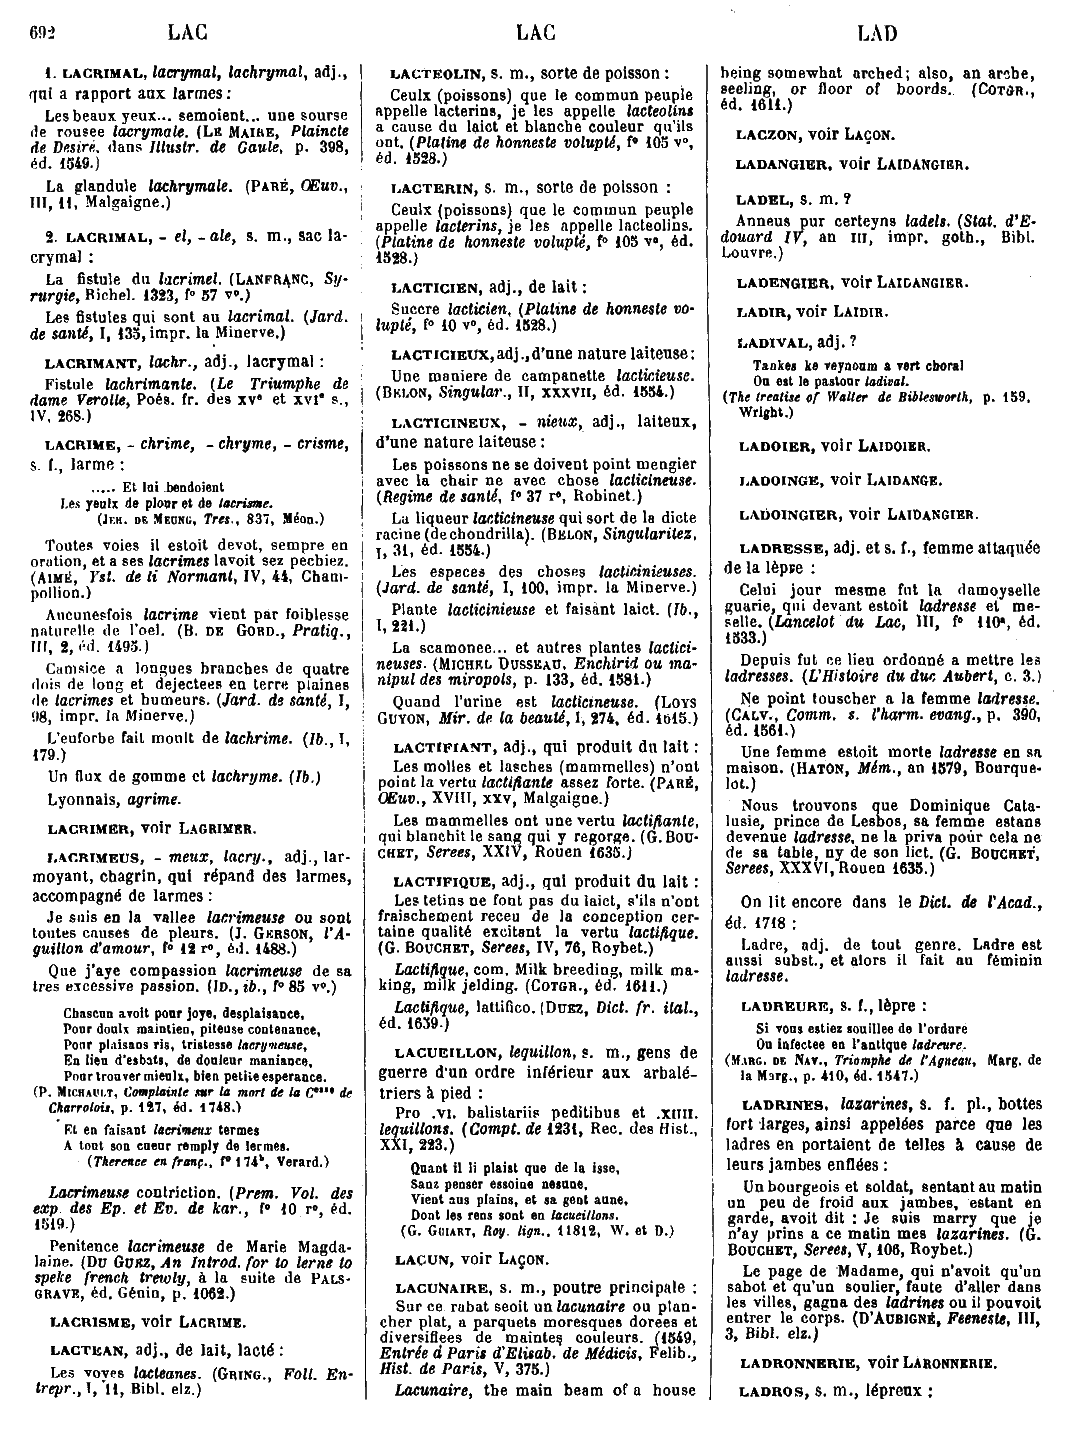 692 LAC LAC LAD
1. LACRIMAL, lacrymal, lachrymal, adj.,
qui a rapport aux larmes :
Les beaux yeux... semoient... une sourse
de rousee lacrymale. (LE MAIRE, Plaincte
de Desiré, dans Illustr. de Gaule, p. 398,
éd. 1549.)
La glandule lachrymale. (PARÉ, Œuv.,
III, 11, Malgaigne.)
2. LACRIMAL, - el, - ale, s. m., sac la-
crymal :
La fistule du lacrimel. (LANFRANC, Sy-
rurgie, Richel. 1323, f° 57 v°.)
Les fistules qui sont au lacrimal. (Jard.
de santé, I, 135, impr. la Minerve.)
LACRIMANT, lachr., adj., lacrymal :
Fistule lachrimante. (Le Triumphe de
dame Verolle, Poés. fr. des xve et xvie s.,
IV, 268.)
LACRIME, - chrime, - chryme, - crisme,
s. f., larme :
..... Et lui bendoient
Les yeulx de plour et de lacrisme.
(JEH. DE MEUNG, Tres., 837, Méon.)
Toutes voies il estoit devot, sempre en
oration, et a ses lacrimes lavoit sez pechiez.
(AIMÉ, Yst. de li Normant, IV, 44, Cham-
pollion.)
Aucunesfois lacrime vient par foiblesse
naturelle de l'oel. (B. DE GORD., Pratiq.,
III, 2, éd. 1495.)
Camsice a longues branches de quatre
dois de long et dejectees en terre plaines
de lacrimes et humeurs. (Jard. de santé, I,
98, impr. la Minerve.)
L'euforbe fait moult de lachrime. (Ib., I,
179.)
Un flux de gomme et lachryme. (Ib.)
Lyonnais, agrime.
LACRIMER, voir LAGRIMER.
LACRIMEUS, - meux, lacry., adj., lar-
moyant, chagrin, qui répand des larmes,
accompagné de larmes :
Je suis en la vallee lacrimeuse ou sont
toutes causes de pleurs. (J. GERSON, l'A-
guillon d'amour, f° 12 r°, éd. 1488.)
Que j'aye compassion lacrimeuse de sa
tres excessive passion. (ID., ib., f° 85 v°.)
Chascun avoit pour joye, desplaisance,
Pour doulx maintien, piteuse contenance,
Pour plaisans ris, tristesse lacrymeuse,
En lieu d'esbats, de douleur maniance,
Pour trouver mieulx, bien petite esperance.
(P. MICHAULT, Complainte sur la mort de la Ctesse de
Charrolois, p. 127, éd. 1748.)
Et en faisant lacrimeux termes
A tout son cueur remply de lermes.
(Therence en franç., f° 174b, Verard.)
Lacrimeuse contriction. (Prem. Vol. des
exp. des Ep. et Ev. de kar., f° 10 r°, éd.
1519.)
Penitence lacrimeuse de Marie Magda-
laine. (DU GUEZ, An Introd. for to lerne to
speke french trewly, à la suite de PALS-
GRAVE, éd. Génin, p. 1062.)
LACRISME, voir LACRIME.
LACTEAN, adj., de lait, lacté :
Les voyes lacteanes. (GRING., Foll. En-
trepr., I, 11, Bibl. elz.)
LACTEOLIN, s. m., sorte de poisson :
Ceulx (poissons) que le commun peuple
appelle lacterins, je les appelle lacteolins
a cause du laict et blanche couleur qu'ils
ont. (Platine de honneste volupté, f° 105 v°,
éd. 1528.)
LACTERIN, s. m., sorte de poisson :
Ceulx (poissons) que le commun peuple
appelle lacterins, je les appelle lacteolins.
(Platine de honneste volupté, f° 105 v°, éd.
1528.)
LACTICIEN, adj., de lait :
Succre lacticien. (Platine de honneste vo-
lupté, f° 10 v°, éd. 1528.)
LACTICIEUX, adj., d'une nature laiteuse :
Une maniere de campanette lacticieuse.
(BELON, Singular., II, XXXVII, éd. 1554.)
LACTICINEUX, - nieux, adj., laiteux,
d'une nature laiteuse :
Les poissons ne se doivent point mengier
avec la chair ne avec chose lacticineuse.
(Regime de santé, f° 37 r°, Robinet.)
La liqueur lacticineuse qui sort de la dicte
racine (de chondrilla). (BELON, Singularitez,
I, 31, éd. 1554.)
Les especes des choses lacticinieuses.
(Jard. de santé, I, 100, impr. la Minerve.)
Plante lacticinieuse et faisant laict. (Ib.,
I, 221.)
La scamonee... et autres plantes lactici-
neuses. (MICHEL DUSSEAU, Enchirid ou ma-
nipul des miropols, p. 133, éd. 1581.)
Quand l'urine est lacticineuse. (LOYS
GUYON, Mir. de la beauté, I, 274, éd. 1615.)
LACTIFIANT, adj., qui produit du lait :
Les molles et lasches (mammelles) n'ont
point la vertu lactifiante assez forte. (PARÉ,
Œuv., XVIII, XXV, Malgaigne.)
Les mammelles ont une vertu lactifiante,
qui blanchit le sang qui y regorge. (G. BOU-
CHET, Serees, XXIV, Rouen 1635.)
LACTIFIQUE, adj., qui produit du lait :
Les tetins ne font pas du laict, s'ils n'ont
fraischement receu de la conception cer-
taine qualité excitant la vertu lactifique.
(G. BOUCHET, Serees, IV, 76, Roybet.)
Lactifique, com. Milk breeding, milk ma-
king, milk jelding. (COTGR., éd. 1611.)
Lactifique, lattifico. (DUEZ, Dict. fr. ital.,
éd. 1639.)
LACUEILLON, lequillon, s. m., gens de
guerre d'un ordre inférieur aux arbalé-
triers à pied :
Pro .VI. balistariis peditibus et .XIIII.
lequillons. (Compt. de 1231, Rec. des Hist.,
XXI, 223.)
Quant il li plaist que de la isse,
Sanz penser essoine nesune,
Vient aus plains, et sa gent aune,
Dont les rens sont en lacueillons.
(G. GUIART, Roy. lign., 11812, W. et D.)
LACUN, voir LAÇON.
LACUNAIRE, s. m., poutre principale :
Sur ce rabat seoit un lacunaire ou plan-
cher plat, a parquets moresques dorees et
diversifiees de maintes couleurs. (1549,
Entrée à Paris d'Elisab. de Médicis, Felib.,
Hist. de Paris, V, 375.)
Lacunaire, the main beam of a house
being somewhat arched; also, an arche,
seeling, or floor of boords. (COTGR.,
éd. 1611.)
LACZON, voir LAÇON.
LADANGIER, voir LAIDANGIER.
LADEL, s. m. ?
Anneus pur certeyns ladels. (Stat. d'E-
douard IV, an III, impr. goth., Bibl.
Louvre.)
LADENGIER, voir LAIDANGIER.
LADIR, voir LAIDIR.
LADIVAL, adj. ?
Tankes ke veynoum a vert choral
Ou est le pastour ladival.
(The treatise of Walter de Biblesworth, p. 159,
Wright.)
LADOIER, voir LAIDOIER.
LADOINGE, voir LAIDANGE.
LADOINGIER, voir LAIDANGIER.
LADRESSE, adj. et s. f., femme attaquée
de la lèpre :
Celui jour mesme fut la damoyselle
guarie, qui devant estoit ladresse et me-
selle. (Lancelot du Lac, III, f° 110a, éd.
1533.)
Depuis fut ce lieu ordonné a mettre les
ladresses. (L'Histoire du duc Aubert, c. 3.)
Ne point touscher a la femme ladresse.
(CALV., Comm. s. l'harm. evang., p. 390,
éd. 1561.)
Une femme estoit morte ladresse en sa
maison. (HATON, Mém., an 1579, Bourque-
lot.)
Nous trouvons que Dominique Cata-
lusie, prince de Lesbos, sa femme estans
devenue ladresse, ne la priva pour cela ne
de sa table, ny de son lict. (G. BOUCHET,
Serees, XXXVI, Rouen 1635.)
On lit encore dans le Dict. de l'Acad.,
éd. 1718 :
Ladre, adj. de tout genre. Ladre est
aussi subst., et alors il fait au féminin
ladresse.
LADREURE, s. f., lèpre :
Si vous estiez souillee de l'ordure
Ou infectee en l'antique ladreure.
(MARG. DE NAV., Triomphe de l'Agneau, Marg. de
la Marg., p. 410, éd. 1547.)
LADRINES, lazarines, s. f. pl., bottes
fort larges, ainsi appelées parce que les
ladres en portaient de telles à cause de
leurs jambes enflées :
Un bourgeois et soldat, sentant au matin
un peu de froid aux jambes, estant en
garde, avoit dit : Je suis marry que je
n'ay prins a ce matin mes lazarines. (G.
BOUCHET, Serees, V, 106, Roybet.)
Le page de Madame, qui n'avoit qu'un
sabot et qu'un soulier, faute d'aller dans
les villes, gagna des ladrines ou il pouvoit
entrer le corps. (D'AUBIGNÉ, Feeneste, III,
3, Bibl. elz.)
LADRONNERIE, voir LARONNERIE.
LADROS, s. m., lépreux :